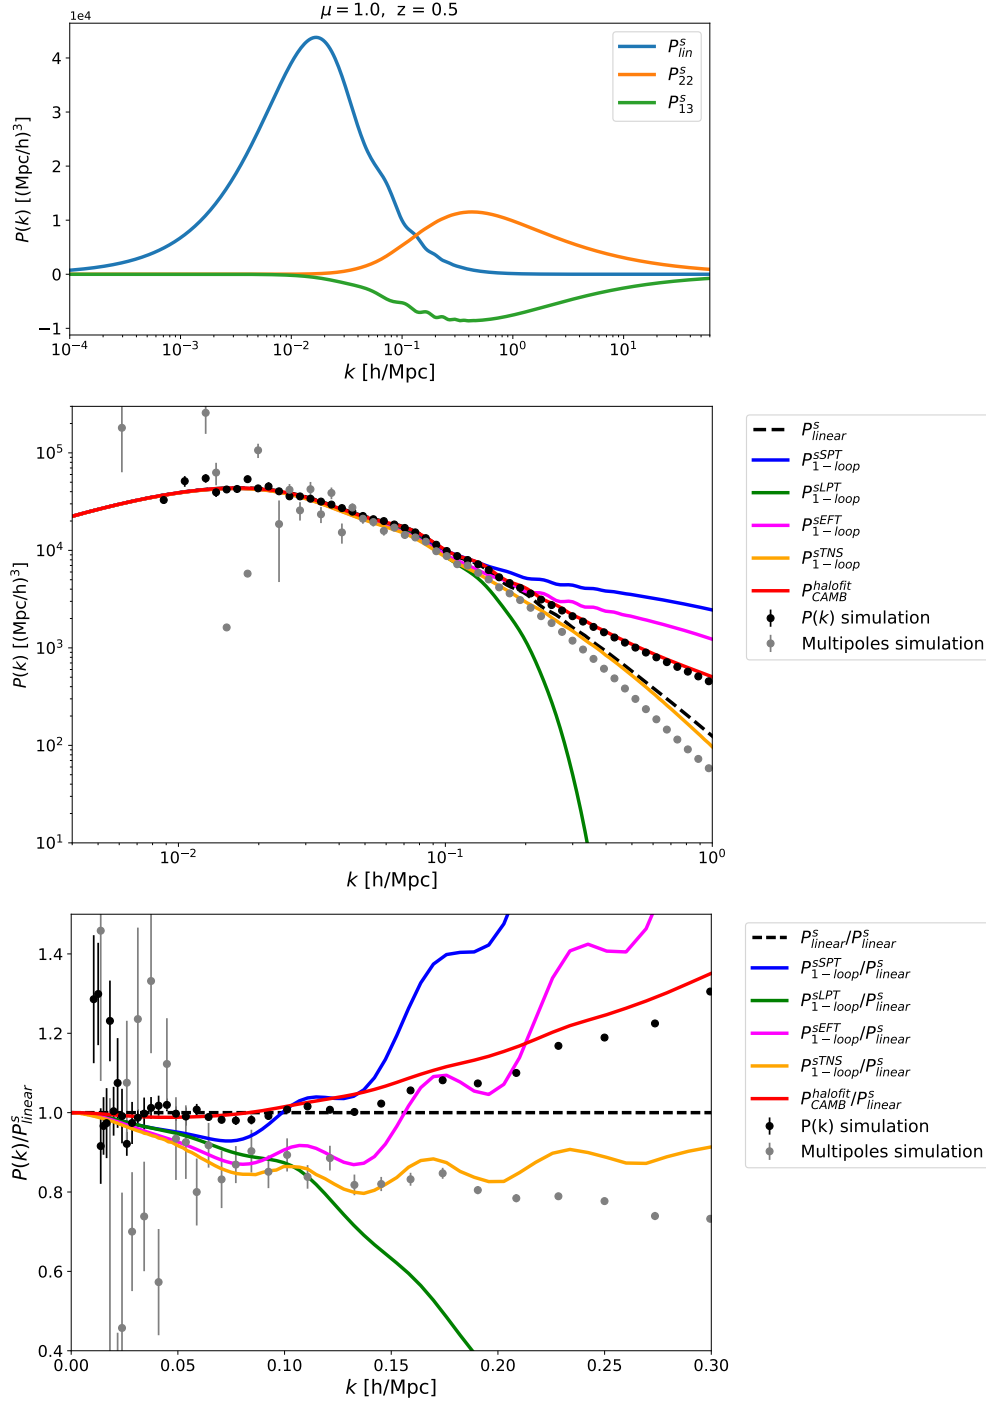 μ = 1.0, z = 0.5
1e4
4
3
2
1
0
−1
P(k) [(Mpc/h)³]
P^s_lin
P^s_22
P^s_13
10⁻⁴ 10⁻³ 10⁻² 10⁻¹ 10⁰ 10¹
k [h/Mpc]
10⁵
10⁴
10³
10²
10¹
P(k) [(Mpc/h)³]
10⁻² 10⁻¹ 10⁰
k [h/Mpc]
P^s_linear
P^sSPT_1−loop
P^sLPT_1−loop
P^sEFT_1−loop
P^sTNS_1−loop
P^halofit_CAMB
P(k) simulation
Multipoles simulation
1.4
1.2
1.0
0.8
0.6
0.4
P(k)/P^s_linear
0.00 0.05 0.10 0.15 0.20 0.25 0.30
k [h/Mpc]
P^s_linear/P^s_linear
P^sSPT_1−loop/P^s_linear
P^sLPT_1−loop/P^s_linear
P^sEFT_1−loop/P^s_linear
P^sTNS_1−loop/P^s_linear
P^halofit_CAMB/P^s_linear
P(k) simulation
Multipoles simulation